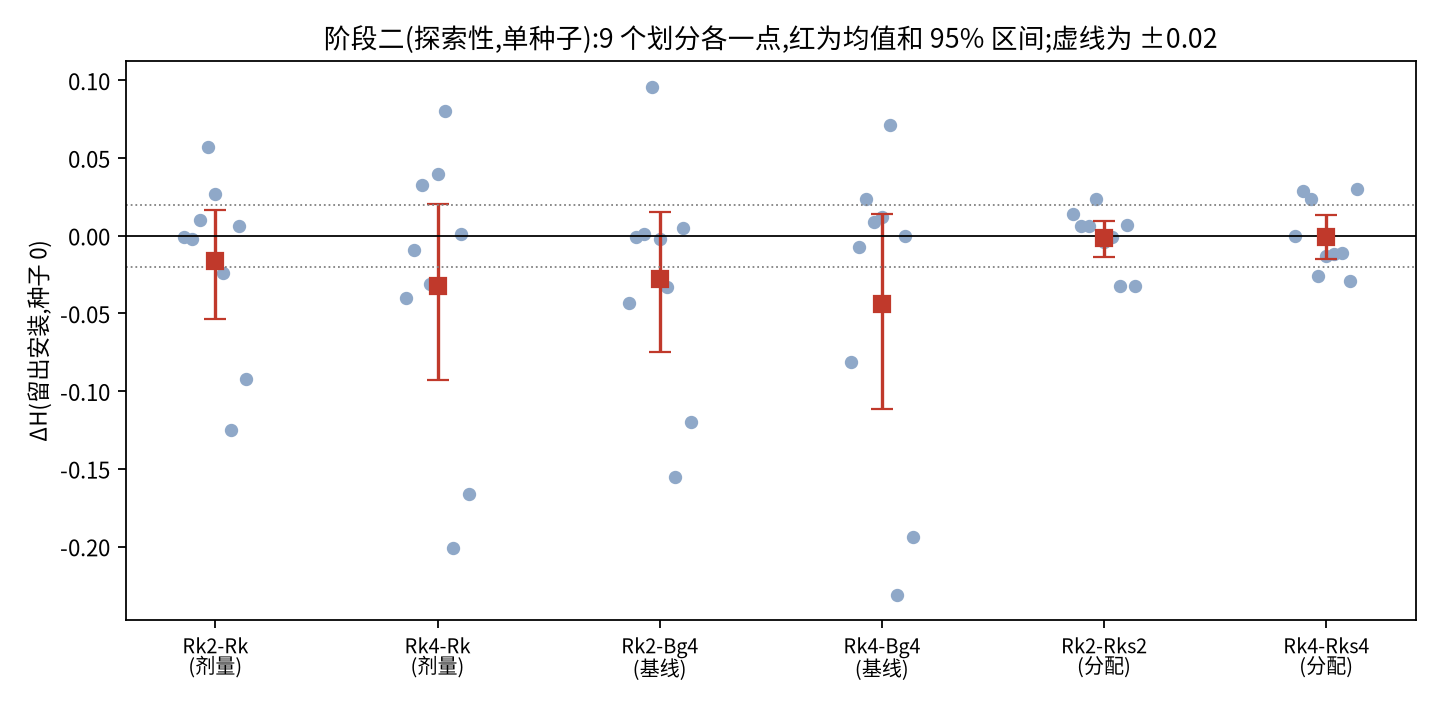 阶段二(探索性,单种子):9 个划分各一点,红为均值和 95% 区间;虚线为 ±0.02
ΔH(留出安装,种子 0)
0.10
0.05
0.00
-0.05
-0.10
-0.15
-0.20
Rk2-Rk
(剂量)
Rk4-Rk
(剂量)
Rk2-Bg4
(基线)
Rk4-Bg4
(基线)
Rk2-Rks2
(分配)
Rk4-Rks4
(分配)